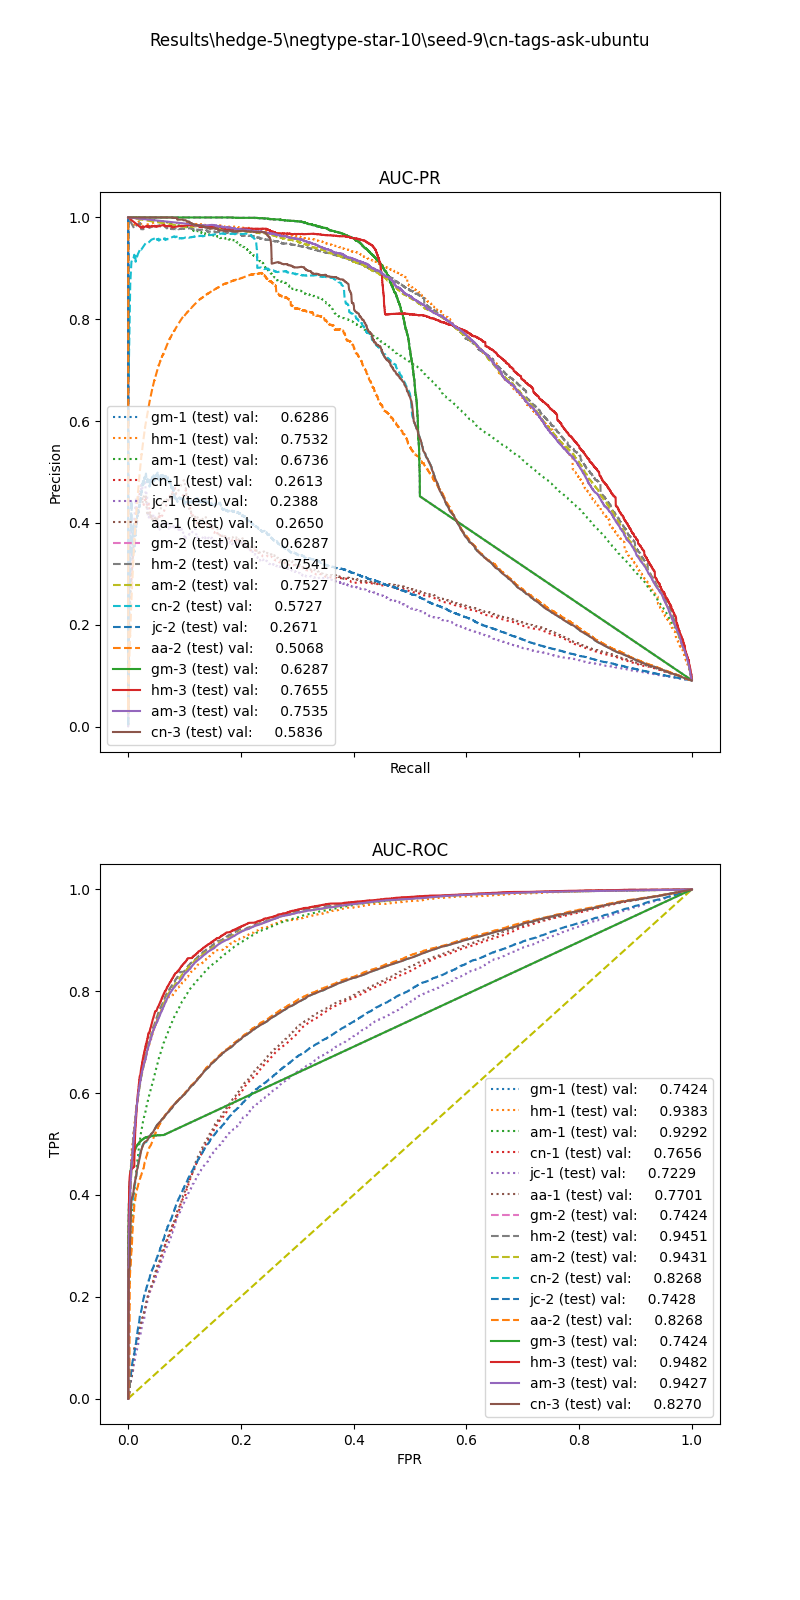 Results\hedge-5\negtype-star-10\seed-9\cn-tags-ask-ubuntu
AUC-PR
1.0
0.8
0.6
0.4
0.2
0.0
Precision
gm-1 (test) val: 0.6286
hm-1 (test) val: 0.7532
am-1 (test) val: 0.6736
cn-1 (test) val: 0.2613
jc-1 (test) val: 0.2388
aa-1 (test) val: 0.2650
gm-2 (test) val: 0.6287
hm-2 (test) val: 0.7541
am-2 (test) val: 0.7527
cn-2 (test) val: 0.5727
jc-2 (test) val: 0.2671
aa-2 (test) val: 0.5068
gm-3 (test) val: 0.6287
hm-3 (test) val: 0.7655
am-3 (test) val: 0.7535
cn-3 (test) val: 0.5836
Recall
AUC-ROC
1.0
0.8
0.6
0.4
0.2
0.0
TPR
gm-1 (test) val: 0.7424
hm-1 (test) val: 0.9383
am-1 (test) val: 0.9292
cn-1 (test) val: 0.7656
jc-1 (test) val: 0.7229
aa-1 (test) val: 0.7701
gm-2 (test) val: 0.7424
hm-2 (test) val: 0.9451
am-2 (test) val: 0.9431
cn-2 (test) val: 0.8268
jc-2 (test) val: 0.7428
aa-2 (test) val: 0.8268
gm-3 (test) val: 0.7424
hm-3 (test) val: 0.9482
am-3 (test) val: 0.9427
cn-3 (test) val: 0.8270
0.0 0.2 0.4 0.6 0.8 1.0
FPR